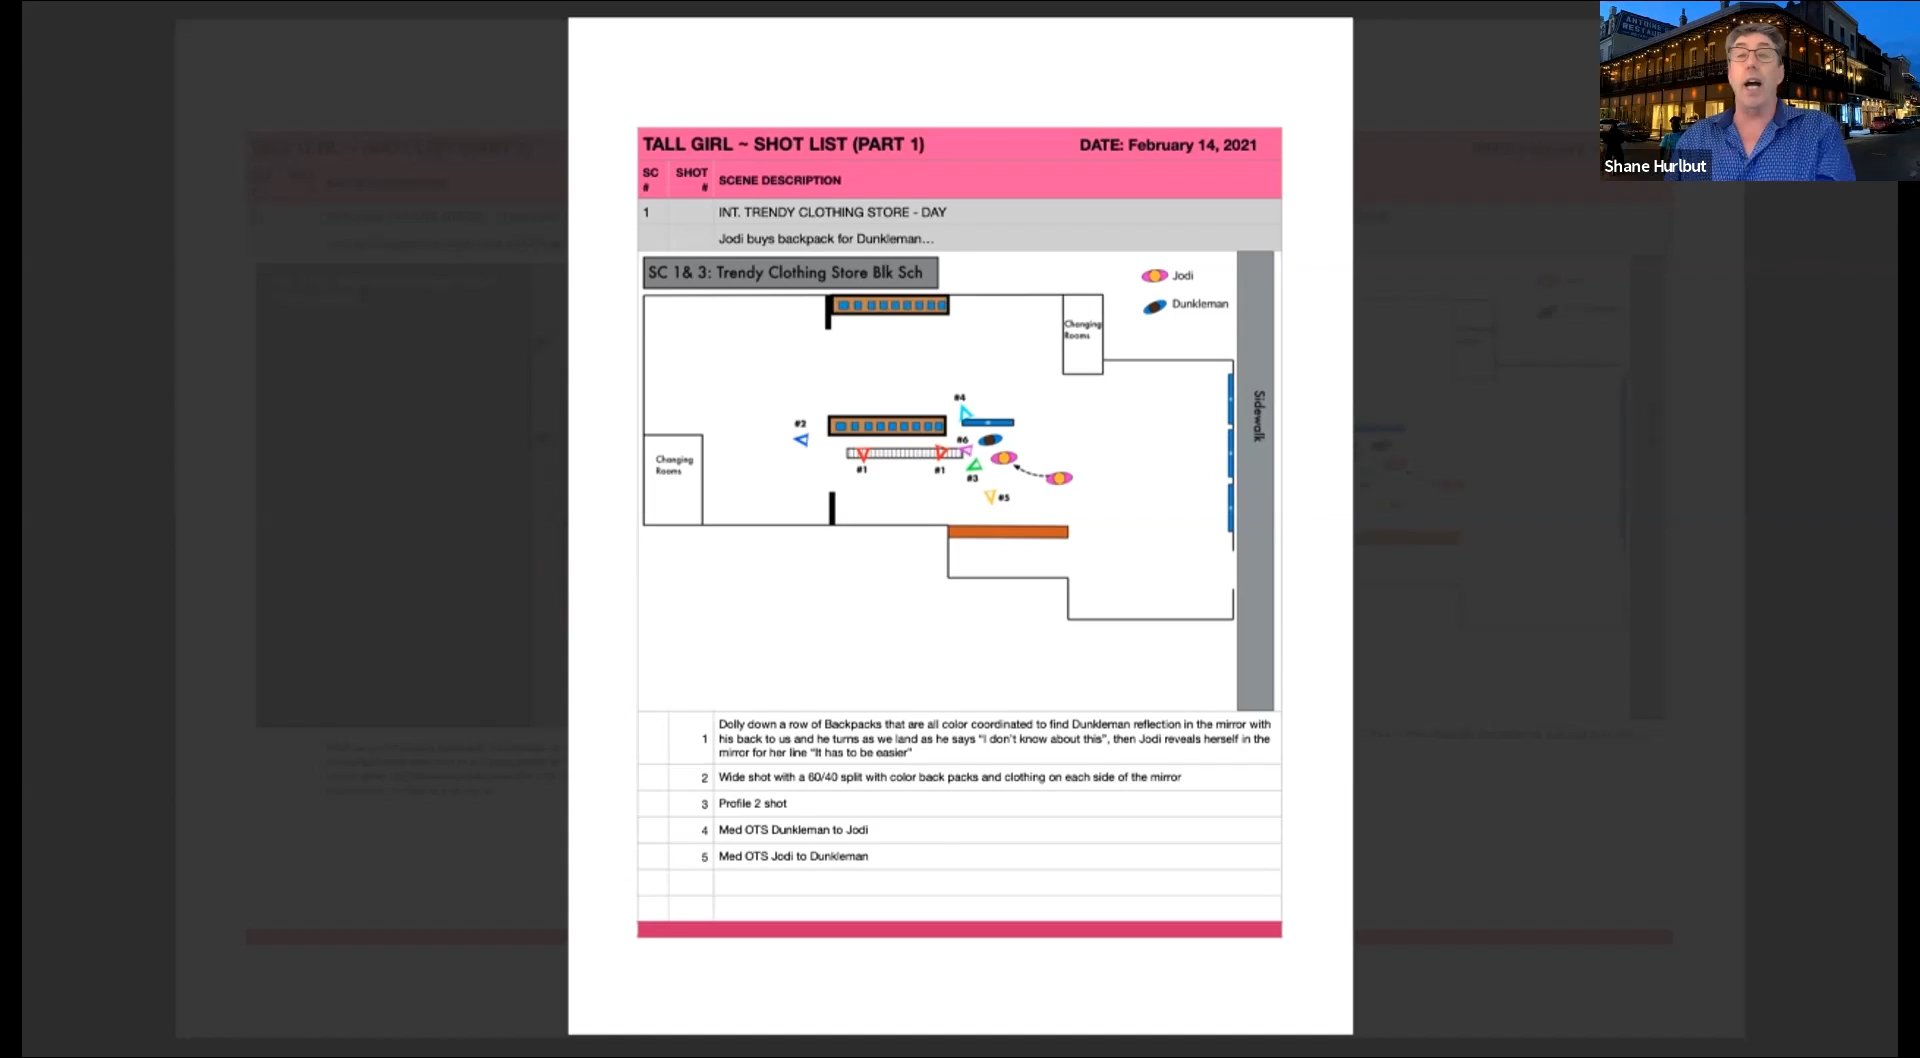 ANTOINE
RESTAU
Shane Hurlbut
TALL GIRL ~ SHOT LIST (PART 1)
DATE: February 14, 2021
SC #
SHOT #
SCENE DESCRIPTION
1
INT. TRENDY CLOTHING STORE - DAY
Jodi buys backpack for Dunkleman...
SC 1& 3: Trendy Clothing Store Blk Sch
Jodi
Dunkleman
Changing
Rooms
Sidewalk
#4
#2
#6
Changing
Rooms
#1
#1
#3
#5
1
Dolly down a row of Backpacks that are all color coordinated to find Dunkleman reflection in the mirror with
his back to us and he turns as we land as he says "I don't know about this", then Jodi reveals herself in the
mirror for her line "It has to be easier"
2 Wide shot with a 60/40 split with color back packs and clothing on each side of the mirror
3 Profile 2 shot
4 Med OTS Dunkleman to Jodi
5 Med OTS Jodi to Dunkleman